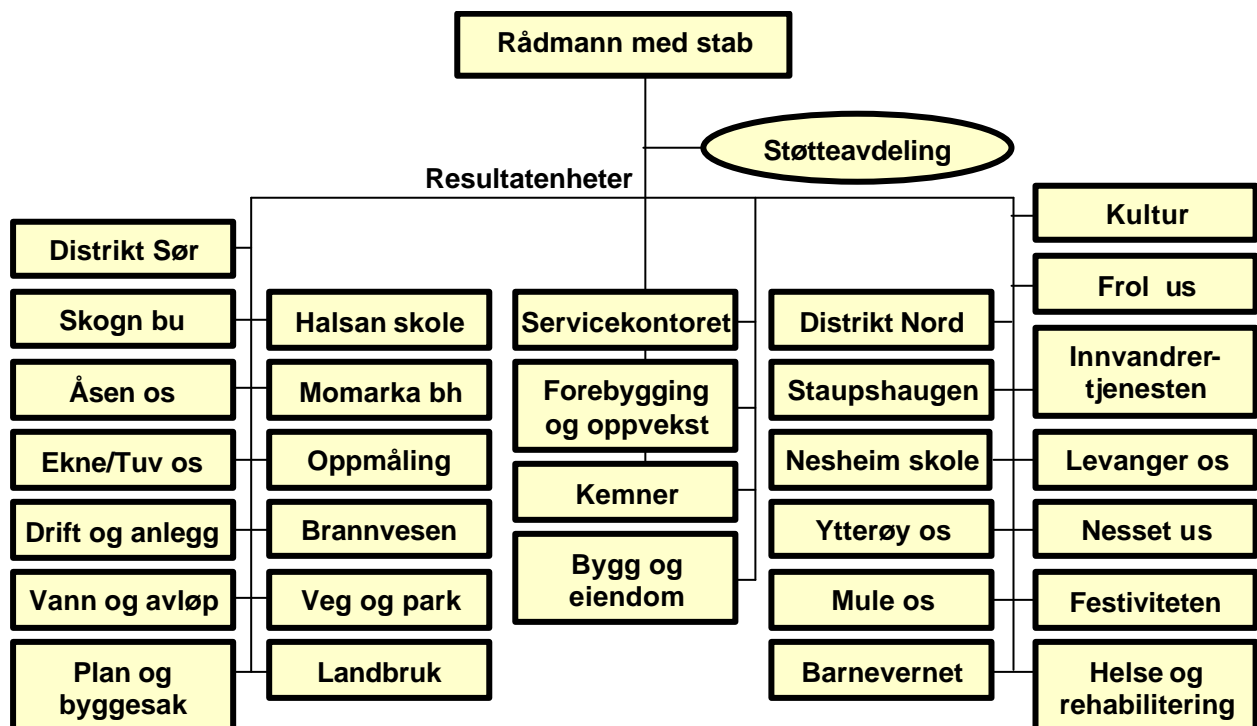 Rådmann med stab
Støtteavdeling
Resultatenheter
Distrikt Sør
Skogn bu
Åsen os
Ekne/Tuv os
Drift og anlegg
Vann og avløp
Plan og
byggesak
Halsan skole
Momarka bh
Oppmåling
Brannvesen
Veg og park
Landbruk
Servicekontoret
Forebygging
og oppvekst
Kemner
Bygg og
eiendom
Distrikt Nord
Staupshaugen
Nesheim skole
Ytterøy os
Mule os
Barnevernet
Kultur
Frol us
Innvandrer-
tjenesten
Levanger os
Nesset us
Festiviteten
Helse og
rehabilitering